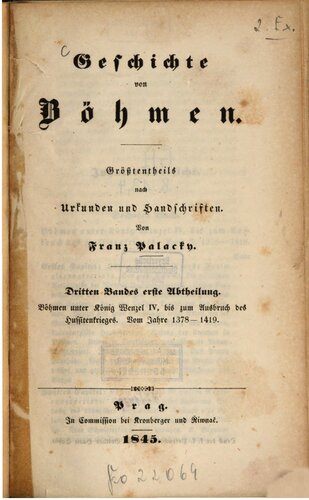 2. Ex.
Geschichte
von
Böhmen.
Größtentheils
nach
Urkunden und Handschriften.
Von
Franz Palacky.
Dritten Bandes erste Abtheilung.
Böhmen unter König Wenzel IV, bis zum Ausbruch des
Hussitenkrieges. Vom Jahre 1378–1419.
Prag.
In Commission bei Kronberger und Řiwnač.
1845.
22064